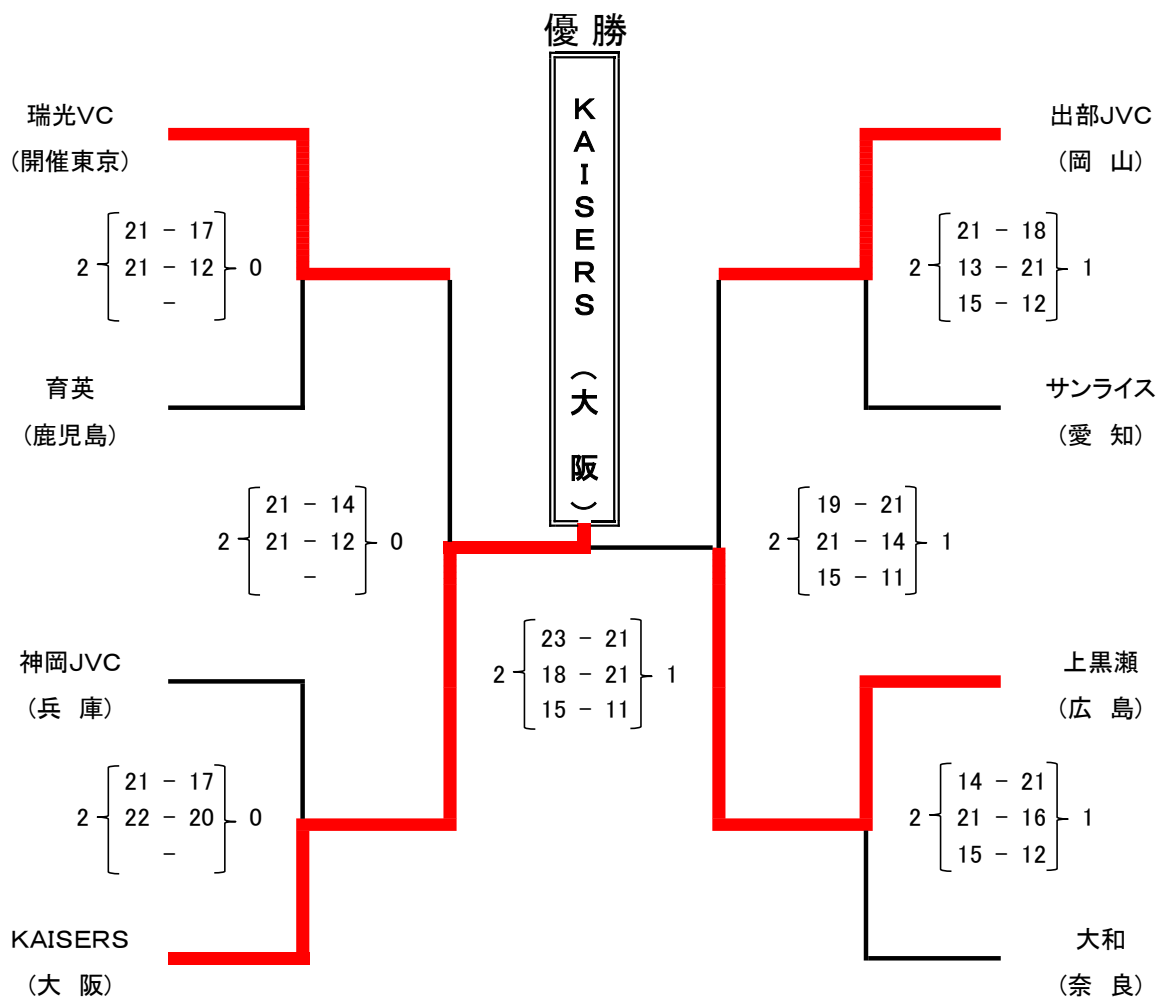 優 勝
KAISERS （大 阪）
瑞光VC
（開催東京）
2 21 − 17 0
21 − 12
−
育英
（鹿児島）
2 21 − 14 0
21 − 12
−
神岡JVC
（兵 庫）
2 21 − 17 0
22 − 20
−
KAISERS
（大 阪）
2 23 − 21 1
18 − 21
15 − 11
出部JVC
（岡 山）
2 21 − 18 1
13 − 21
15 − 12
サンライス
（愛 知）
2 19 − 21 1
21 − 14
15 − 11
上黒瀬
（広 島）
2 14 − 21 1
21 − 16
15 − 12
大和
（奈 良）